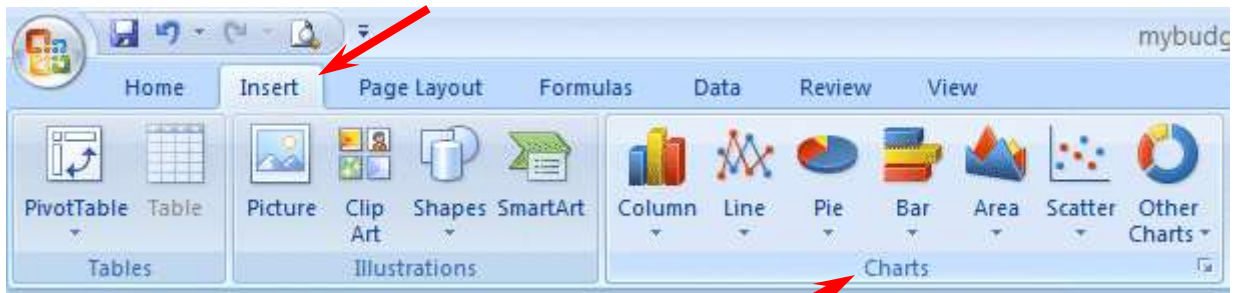 mybudg
Home Insert Page Layout Formulas Data Review View
PivotTable Table Picture Clip Art Shapes SmartArt Column Line Pie Bar Area Scatter Other Charts
Tables Illustrations Charts